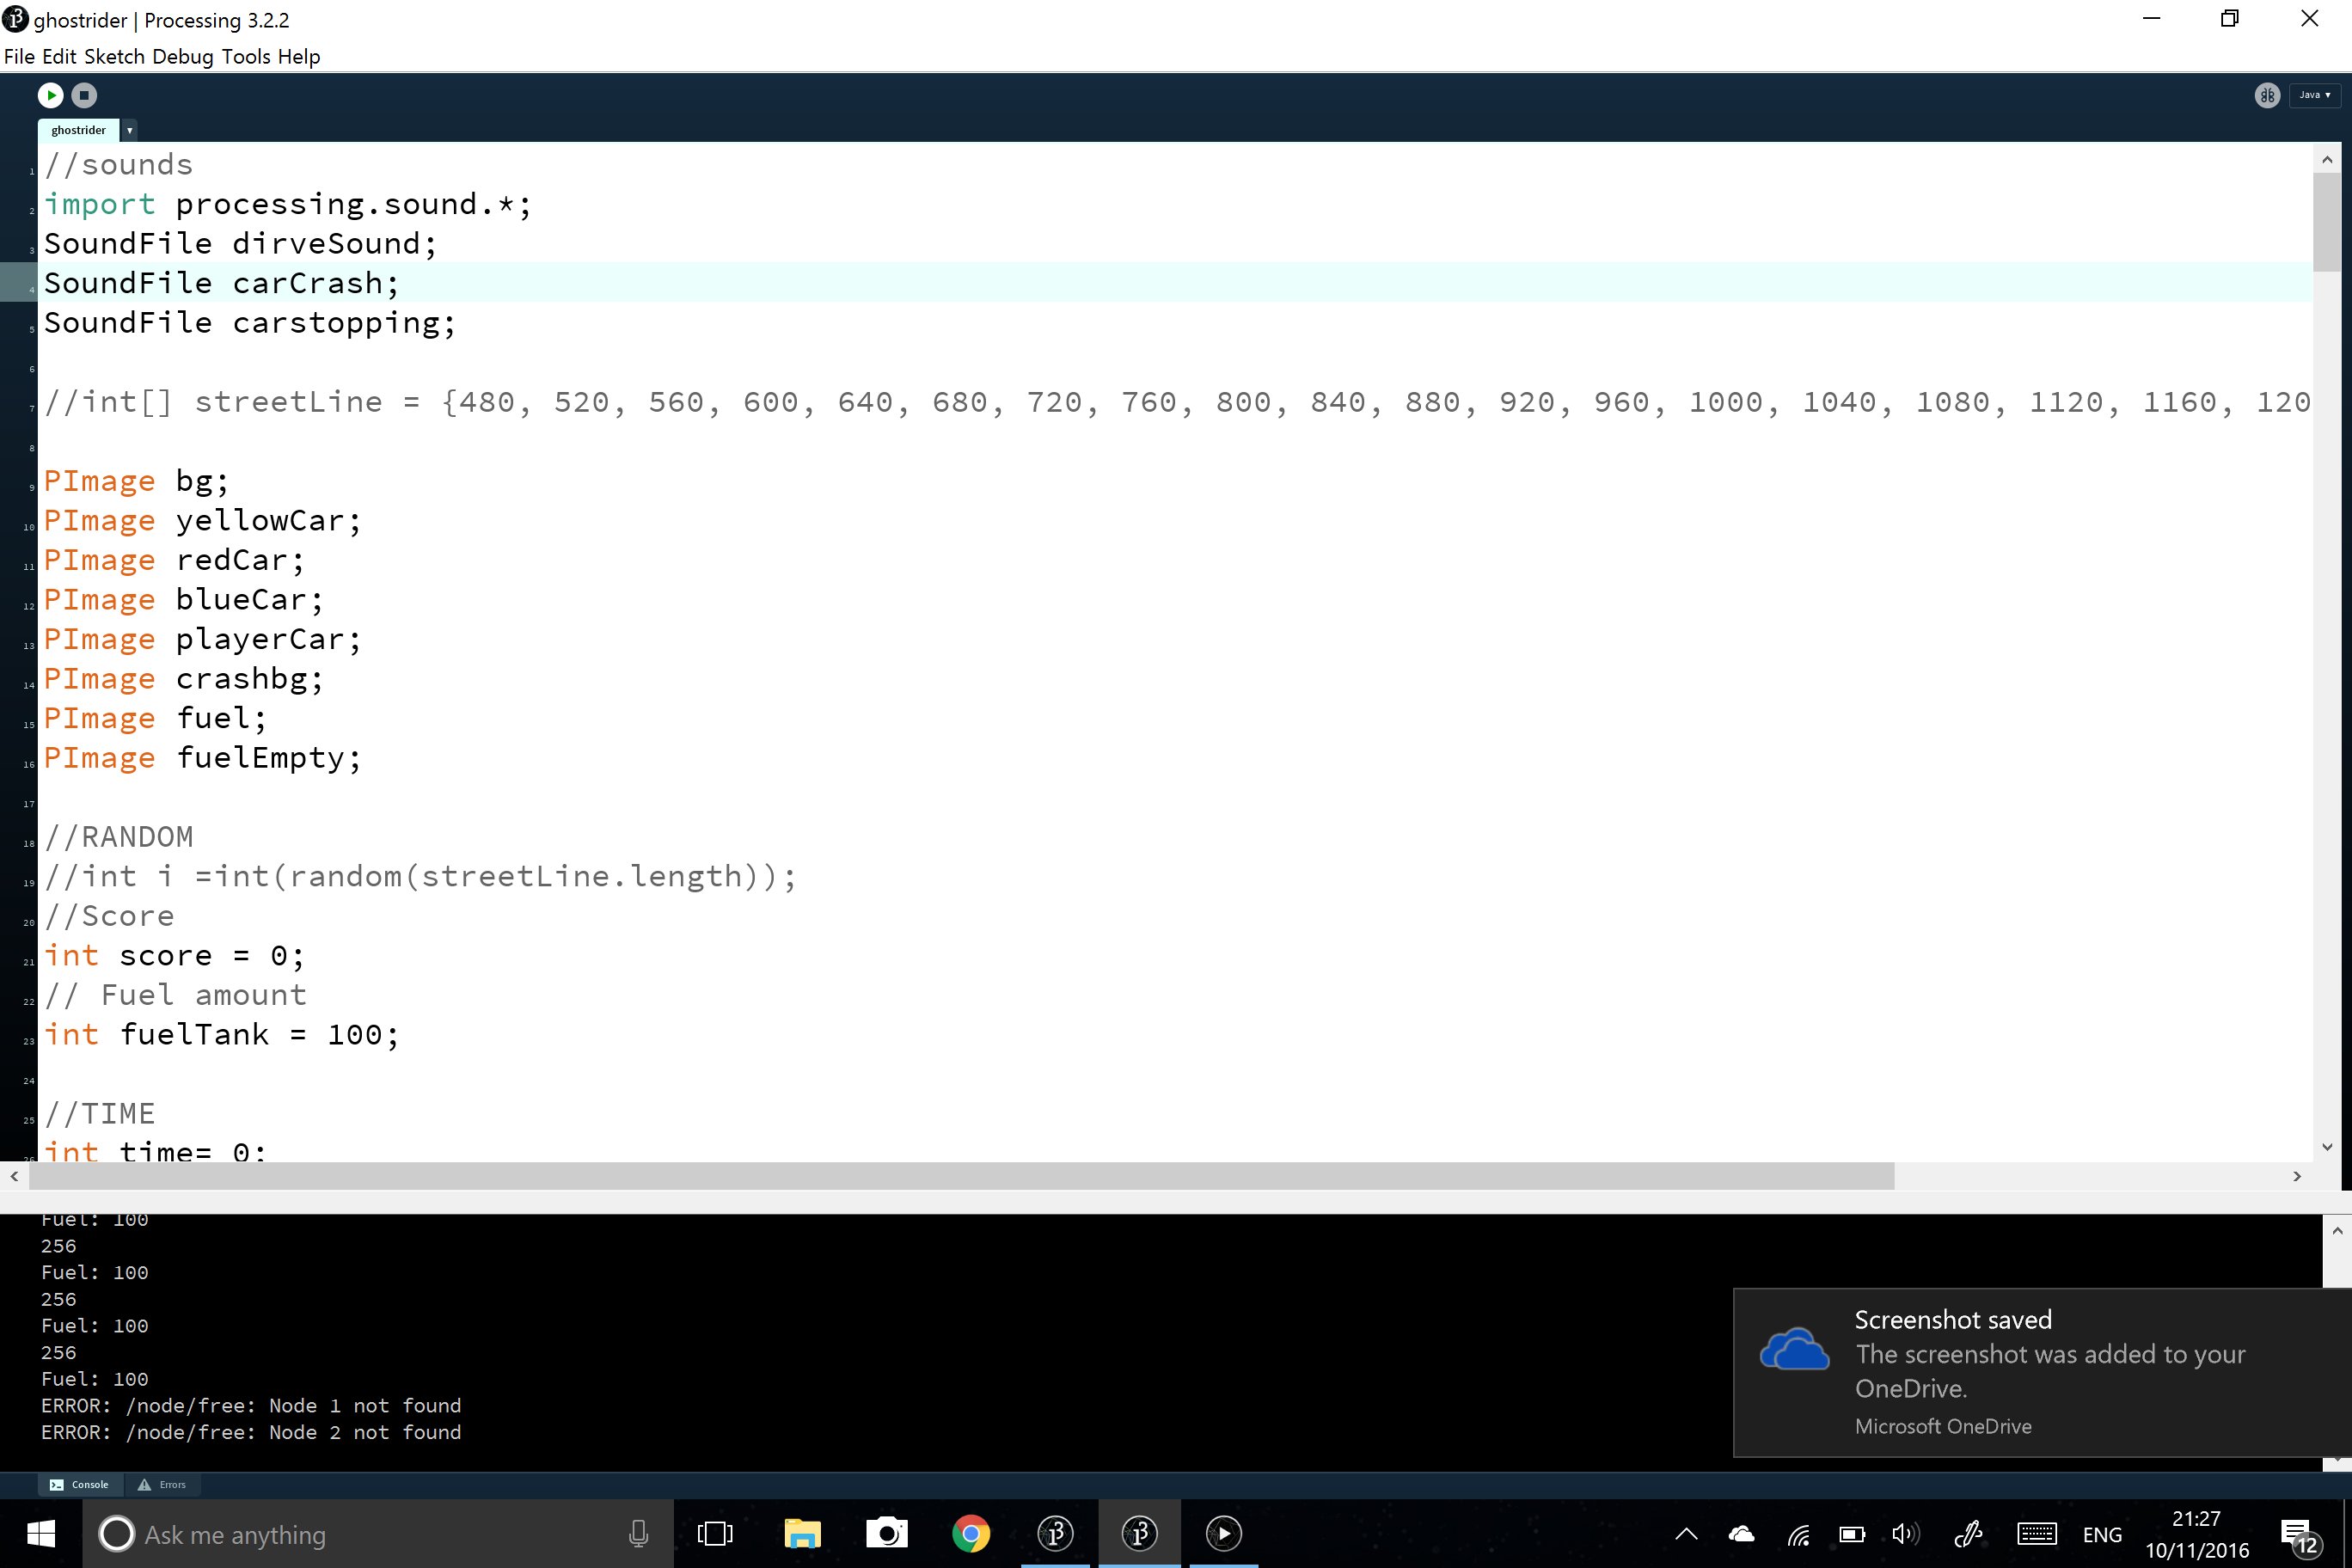 ghostrider | Processing 3.2.2
File Edit Sketch Debug Tools Help
Java
ghostrider
1 //sounds
2 import processing.sound.*;
3 SoundFile dirveSound;
4 SoundFile carCrash;
5 SoundFile carstopping;
6
7 //int[] streetLine = {480, 520, 560, 600, 640, 680, 720, 760, 800, 840, 880, 920, 960, 1000, 1040, 1080, 1120, 1160, 120
8
9 PImage bg;
10 PImage yellowCar;
11 PImage redCar;
12 PImage blueCar;
13 PImage playerCar;
14 PImage crashbg;
15 PImage fuel;
16 PImage fuelEmpty;
17
18 //RANDOM
19 //int i =int(random(streetLine.length));
20 //Score
21 int score = 0;
22 // Fuel amount
23 int fuelTank = 100;
24
25 //TIME
26 int time= 0;
Fuel: 100
256
Fuel: 100
256
Fuel: 100
256
Fuel: 100
ERROR: /node/free: Node 1 not found
ERROR: /node/free: Node 2 not found
Screenshot saved
The screenshot was added to your
OneDrive.
Microsoft OneDrive
Console Errors
Ask me anything
ENG
21:27
10/11/2016
12